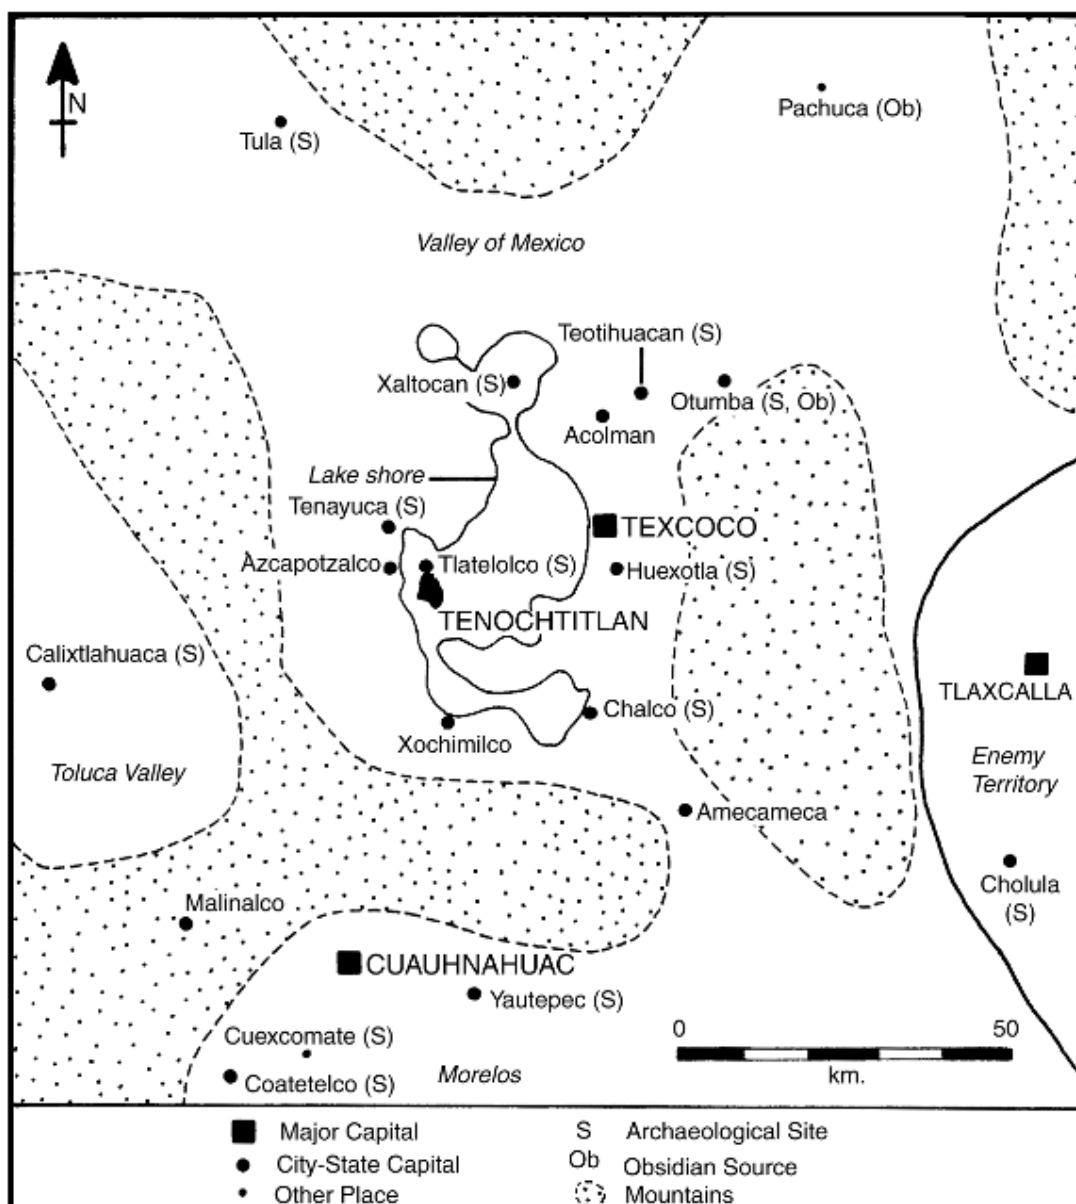 N
Pachuca (Ob)
Tula (S)
Valley of Mexico
Teotihuacan (S)
Xaltocan (S)
Otumba (S, Ob)
Acolman
Lake shore
Tenayuca (S)
TEXCOCO
Azcapotzalco
Tlatelolco (S)
Huexotla (S)
TENOCHTITLAN
Calixtlahuaca (S)
TLAXCALLA
Chalco (S)
Xochimilco
Toluca Valley
Enemy
Territory
Amecameca
Cholula
(S)
Malinalco
CUAUHNAHUAC
Yautepec (S)
Cuexcomate (S)
Coatetelco (S)
Morelos
0 50
km.
Major Capital
City-State Capital
Other Place
S Archaeological Site
Ob Obsidian Source
Mountains